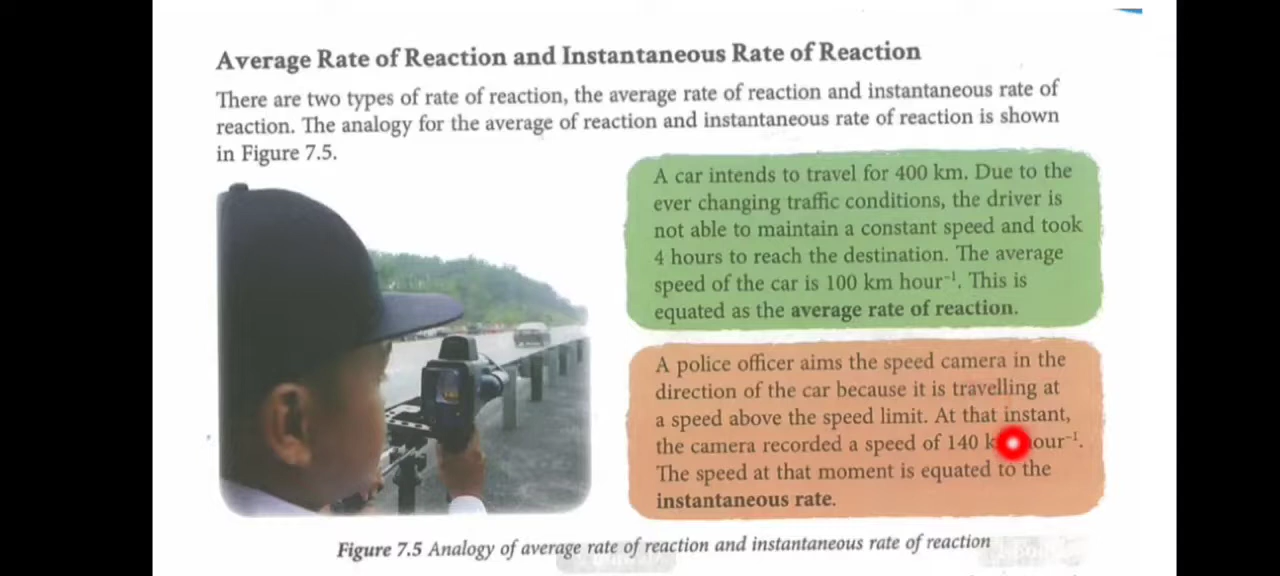 Average Rate of Reaction and Instantaneous Rate of Reaction
There are two types of rate of reaction, the average rate of reaction and instantaneous rate of
reaction. The analogy for the average of reaction and instantaneous rate of reaction is shown
in Figure 7.5.
A car intends to travel for 400 km. Due to the
ever changing traffic conditions, the driver is
not able to maintain a constant speed and took
4 hours to reach the destination. The average
speed of the car is 100 km hour⁻¹. This is
equated as the average rate of reaction.
A police officer aims the speed camera in the
direction of the car because it is travelling at
a speed above the speed limit. At that instant,
the camera recorded a speed of 140 k our⁻¹.
The speed at that moment is equated to the
instantaneous rate.
Figure 7.5 Analogy of average rate of reaction and instantaneous rate of reaction